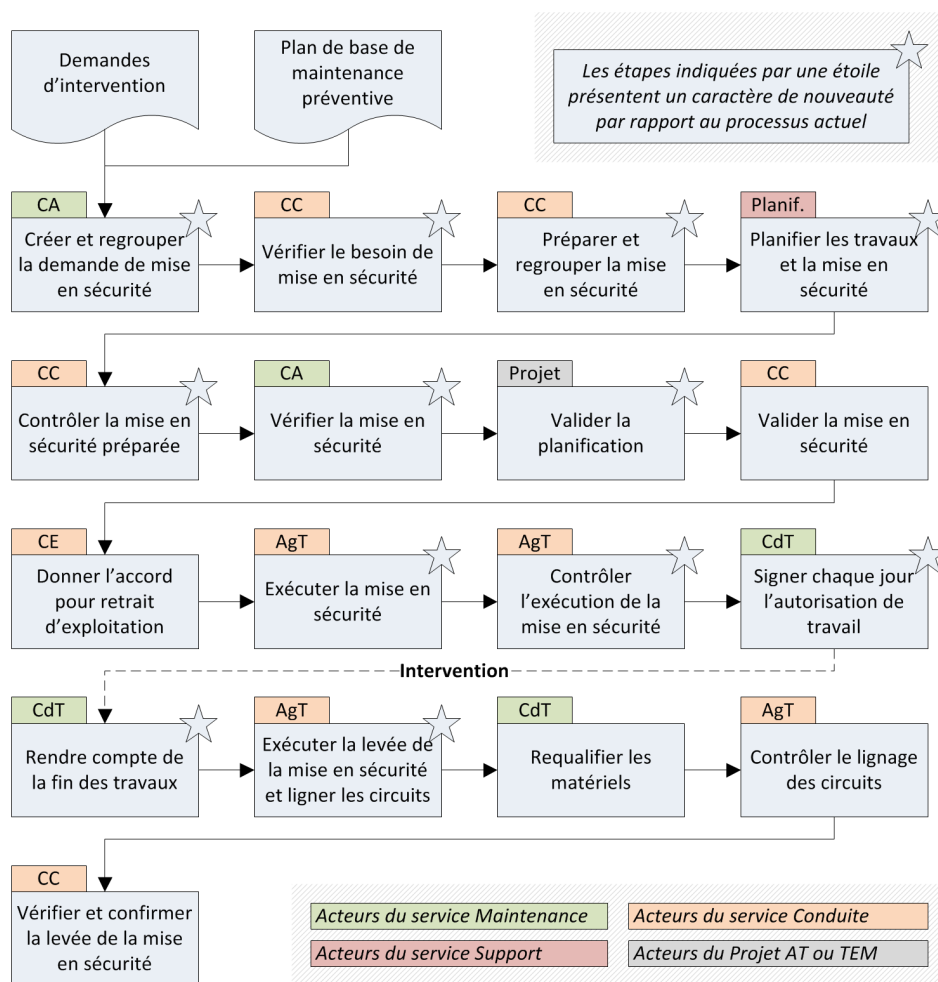 Demandes
d'intervention
Plan de base de
maintenance
préventive
Les étapes indiquées par une étoile
présentent un caractère de nouveauté
par rapport au processus actuel
CA
Créer et regrouper
la demande de mise
en sécurité
CC
Vérifier le besoin de
mise en sécurité
CC
Préparer et
regrouper la mise
en sécurité
Planif.
Planifier les travaux
et la mise en
sécurité
CC
Contrôler la mise en
sécurité préparée
CA
Vérifier la mise en
sécurité
Projet
Valider la
planification
CC
Valider la mise en
sécurité
CE
Donner l'accord
pour retrait
d'exploitation
AgT
Exécuter la mise en
sécurité
AgT
Contrôler
l'exécution de la
mise en sécurité
CdT
Signer chaque jour
l'autorisation de
travail
Intervention
CdT
Rendre compte de
la fin des travaux
AgT
Exécuter la levée de
la mise en sécurité
et ligner les circuits
CdT
Requalifier les
matériels
AgT
Contrôler le lignage
des circuits
CC
Vérifier et confirmer
la levée de la mise
en sécurité
Acteurs du service Maintenance
Acteurs du service Conduite
Acteurs du service Support
Acteurs du Projet AT ou TEM